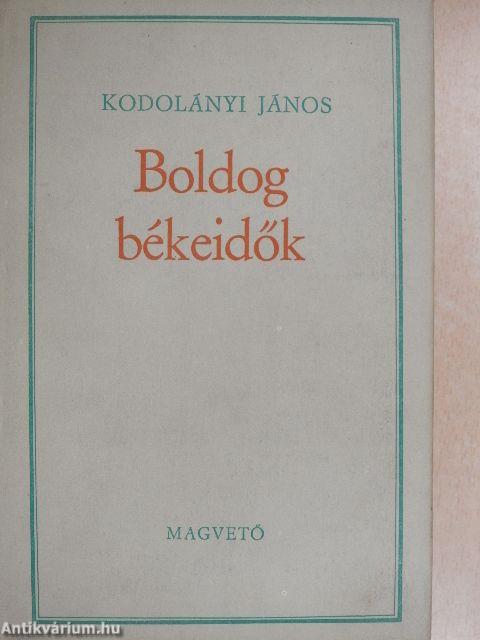 KODOLÁNYI JÁNOS
Boldog
békeidők
MAGVETŐ
Antikvárium.hu